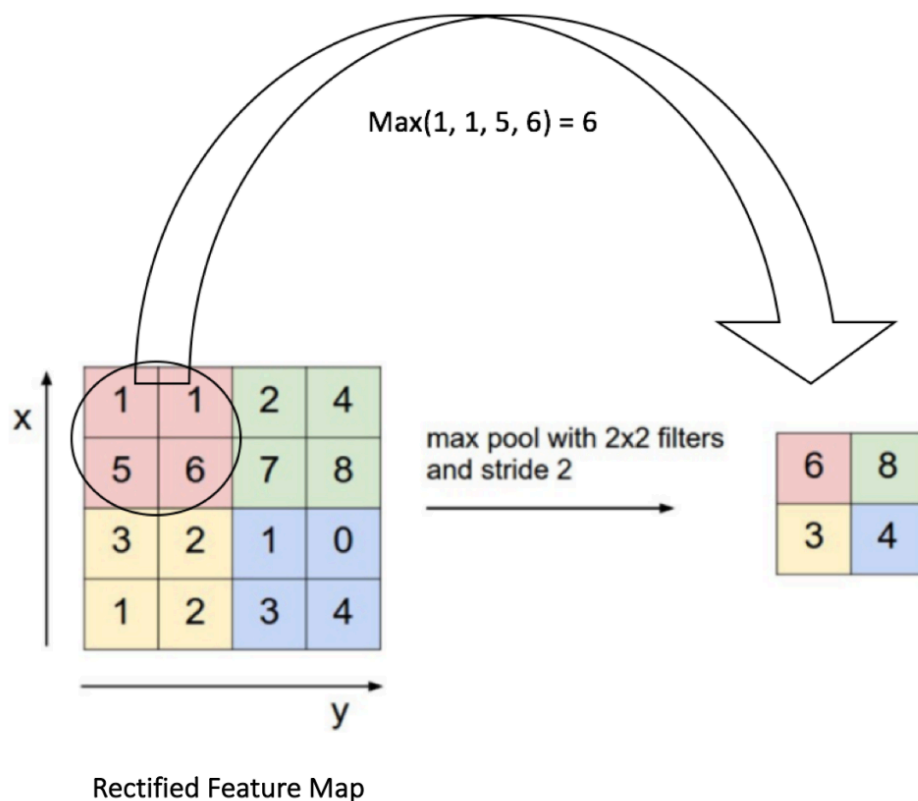 Max(1, 1, 5, 6) = 6
x
1 1 2 4
5 6 7 8
3 2 1 0
1 2 3 4
y
max pool with 2x2 filters
and stride 2
6 8
3 4
Rectified Feature Map